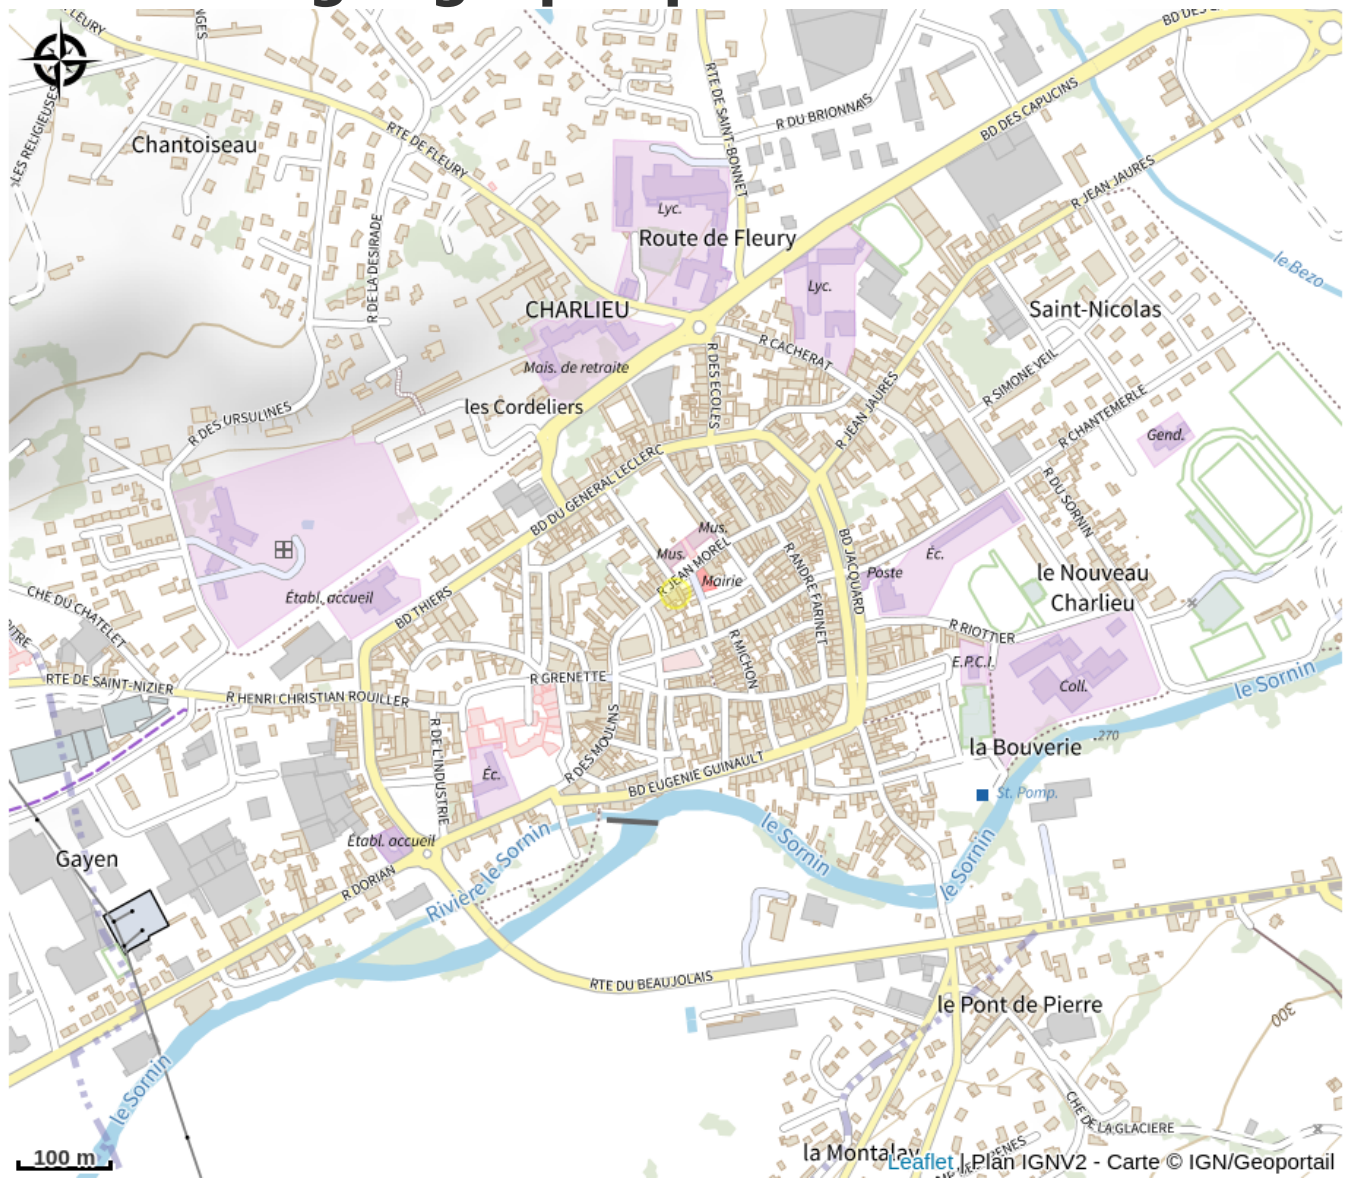 FLEURY
BD DES
RTE DE SAINT-BONNET
R DU BRIONNAIS
BD DES CAPUCINS
LES RELIGIEUSES
Chantoiseau
RTE DE FLEURY
R JEAN JAURES
Lyc.
Route de Fleury
R DE LA DESIRADE
le Bezo
Lyc.
CHARLIEU
Saint-Nicolas
R CACHERAT
Mais. de retraite
R DES ECOLES
R SIMONE VEIL
les Cordeliers
R JEAN JAURES
R CHANTEMERLE
R DES URSULINES
Gend.
BD DU GENERAL LECLERC
R DU SORNIN
Mus.
Mus.
R JEAN MOREL
R ANDRE FARINET
BD JACQUARD
Éc.
Mairie
Poste
le Nouveau
Charlieu
CHE DU CHATELET
Établ. accueil
BD THIERS
R RIOTTIER
R MICHON
E.P.C.I.
RTE DE SAINT-NIZIER
R HENRI CHRISTIAN ROUILLER
R GRENETTE
Coll.
le Sornin
R DE L'INDUSTRIE
R DES MOULINS
270
la Bouverie
Éc.
BD EUGENIE GUINAULT
St. Pomp.
Établ. accueil
le Sornin
Gayen
R DORIAN
Rivière le Sornin
le Sornin
RTE DU BEAUJOLAIS
le Pont de Pierre
300
le Sornin
CHE DE LA GLACIERE
100 m
la Montalay
Leaflet | Plan IGNV2 - Carte © IGN/Geoportail